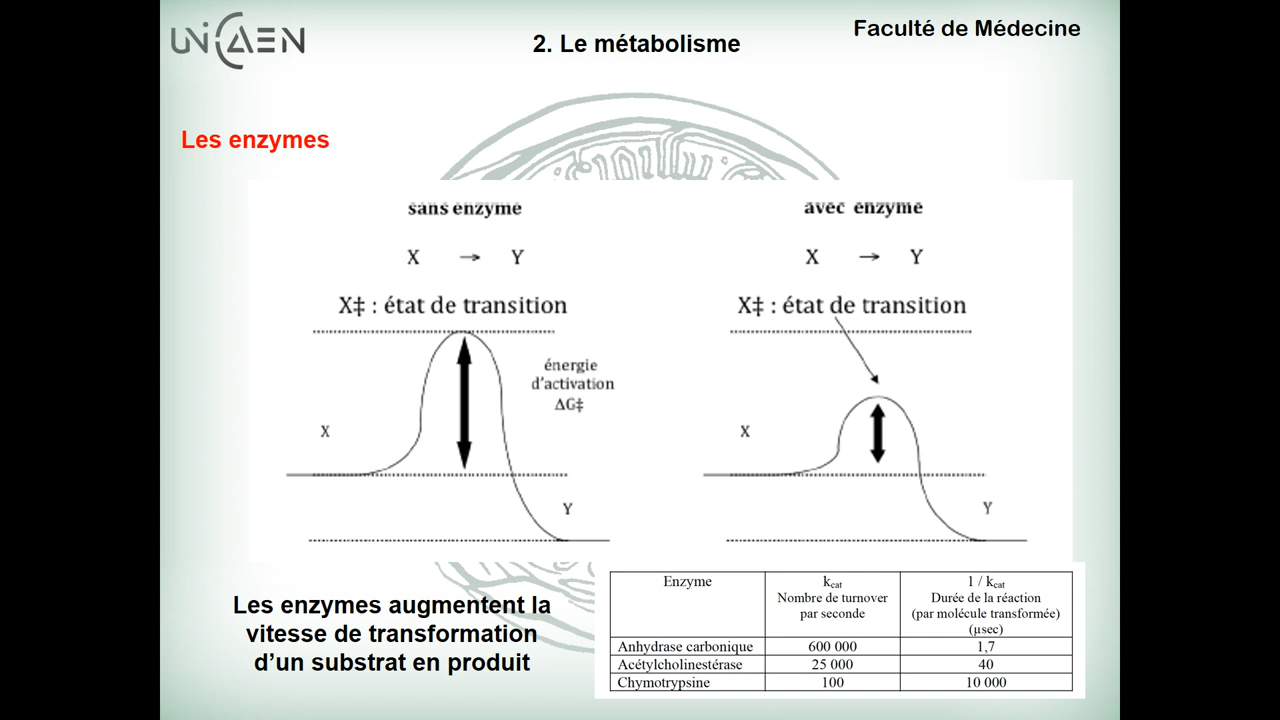 UNICAEN
2. Le métabolisme
Faculté de Médecine
Les enzymes
sans enzyme
X → Y
X‡ : état de transition
énergie
d'activation
ΔG‡
X
Y
avec enzyme
X → Y
X‡ : état de transition
X
Y
Les enzymes augmentent la
vitesse de transformation
d’un substrat en produit
Enzyme
kcat
Nombre de turnover
par seconde
1 / kcat
Durée de la réaction
(par molécule transformée)
(µsec)
Anhydrase carbonique 600 000 1,7
Acétylcholinestérase 25 000 40
Chymotrypsine 100 10 000